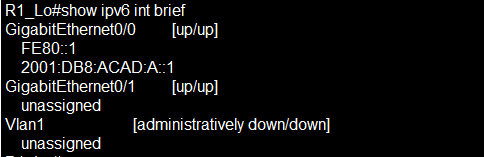 R1_Lo#show ipv6 int brief
GigabitEthernet0/0 [up/up]
FE80::1
2001:DB8:ACAD:A::1
GigabitEthernet0/1 [up/up]
unassigned
Vlan1 [administratively down/down]
unassigned